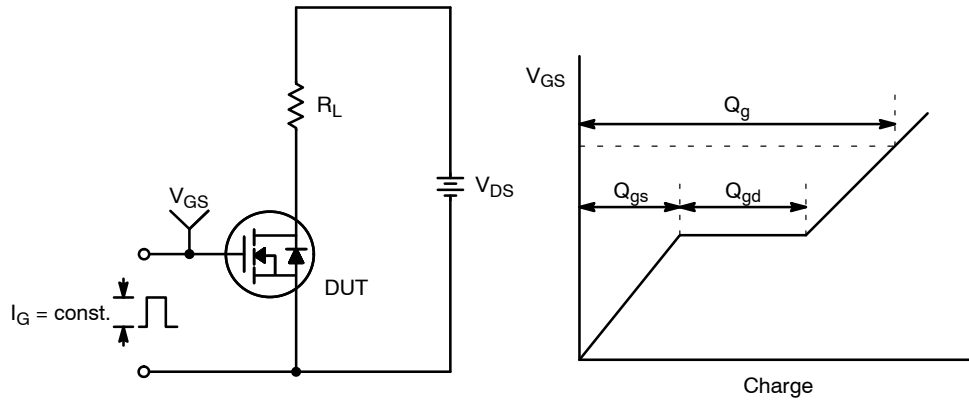 R_L
V_DS
V_GS
DUT
I_G = const.
V_GS
Q_g
Q_gs
Q_gd
Charge